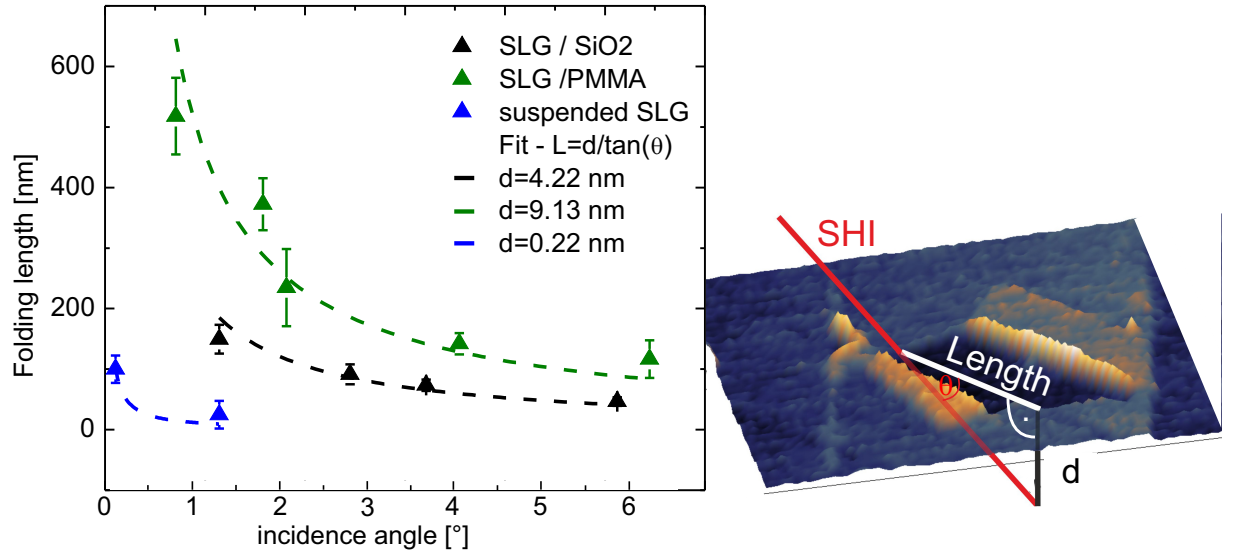 Folding length [nm]
600
400
200
0
0
1
2
3
4
5
6
incidence angle [°]
SLG / SiO2
SLG /PMMA
suspended SLG
Fit - L=d/tan(θ)
d=4.22 nm
d=9.13 nm
d=0.22 nm
SHI
Length
θ
d